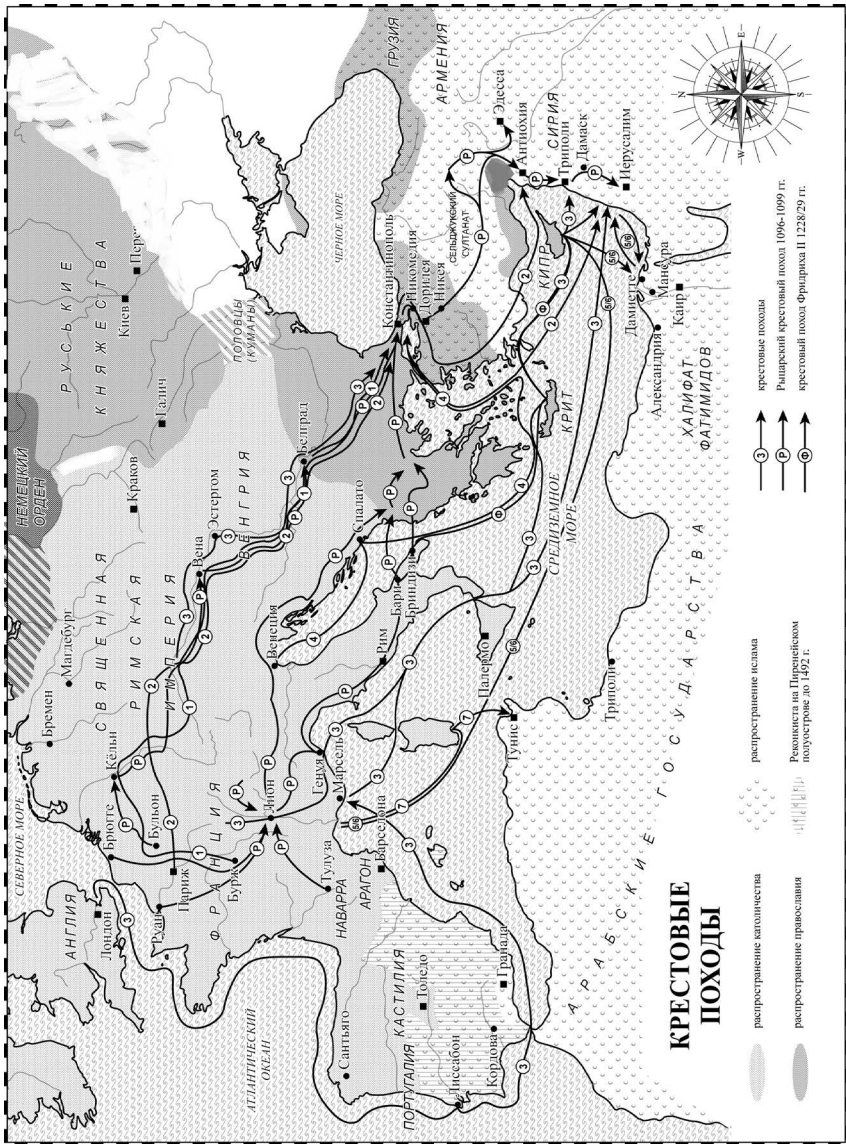 СЕВЕРНОЕ МОРЕ
АНГЛИЯ
Лондон
Брюгге
Бремен
Кёльн
Магдебург
НЕМЕЦКИЙ
ОРДЕН
РУСЬКИЕ
КНЯЖЕСТВА
Киев
Галич
Краков
СВЯЩЕННАЯ
РИМСКАЯ
ИМПЕРИЯ
Руан
Париж
Бульон
Бурж
ФРАНЦИЯ
Лион
Вена
Эстергом
ВЕНГРИЯ
Белград
ПОЛОВЦЫ
(КУМАНЫ)
ЧЕРНОЕ МОРЕ
ГРУЗИЯ
АРМЕНИЯ
АТЛАНТИЧЕСКИЙ
ОКЕАН
Сантьяго
НАВАРРА
АРАГОН
Тулуза
Барселона
Марсель
Генуя
Венеция
Рим
Спалато
Бари
Бриндизи
Константинополь
Никомедия
Дорилея
Никея
СЕЛЬДЖУКСКИЙ
СУЛТАНАТ
Эдесса
Антиохия
СИРИЯ
Триполи
Дамаск
Иерусалим
КИПР
КРИТ
ПОРТУГАЛИЯ
КАСТИЛИЯ
Толедо
Лиссабон
Кордова
Гранада
Палермо
Тунис
Триполи
СРЕДИЗЕМНОЕ
МОРЕ
Александрия
Дамиетте
Мансура
Каир
ХАЛИФАТ
ФАТИМИДОВ
АРАБСКИЕ ГОСУДАРСТВА
N
E
S
W
КРЕСТОВЫЕ
ПОХОДЫ
распространение католичества
распространение православия
распространение ислама
Реконкиста на Пиренейском
полуострове до 1492 г.
3 крестовые походы
Р Рыцарский крестовый поход 1096-1099 гг.
Ф крестовый поход Фридриха II 1228/29 гг.